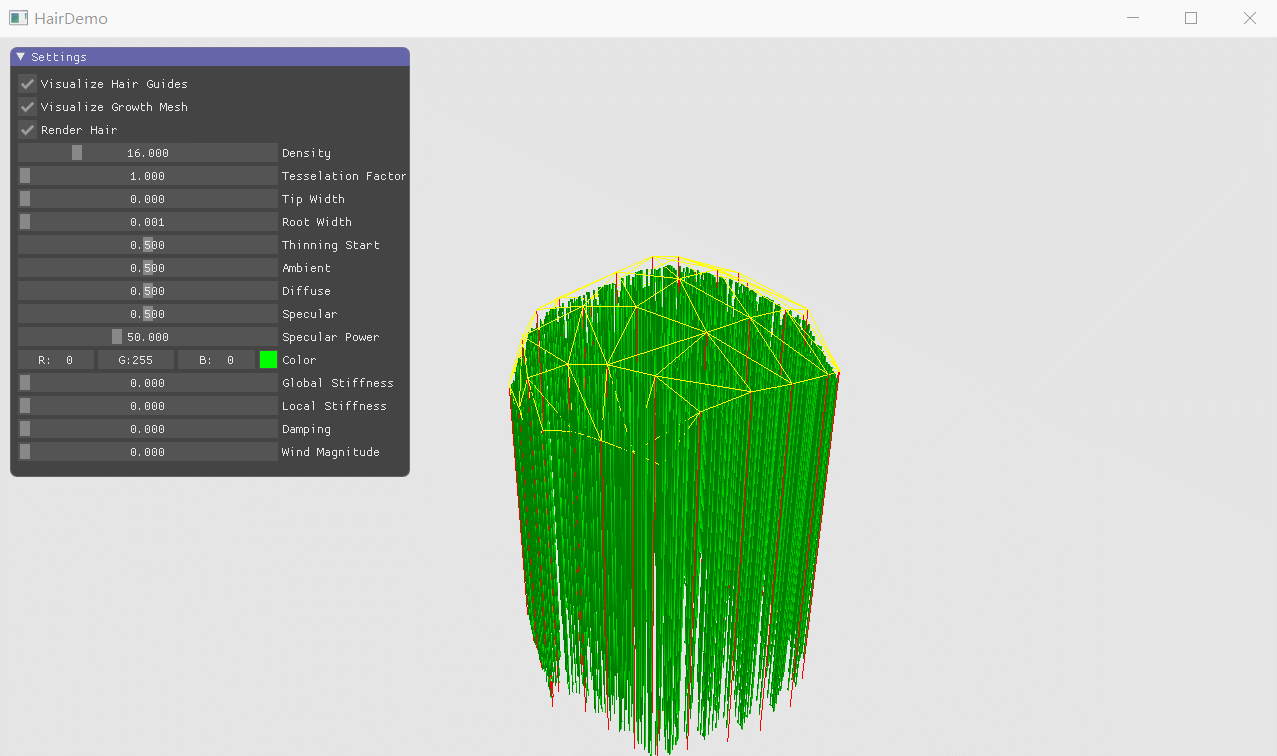 HairDemo
Settings
Visualize Hair Guides
Visualize Growth Mesh
Render Hair
16.000 Density
1.000 Tesselation Factor
0.000 Tip Width
0.001 Root Width
0.500 Thinning Start
0.500 Ambient
0.500 Diffuse
0.500 Specular
50.000 Specular Power
R: 0 G:255 B: 0 Color
0.000 Global Stiffness
0.000 Local Stiffness
0.000 Damping
0.000 Wind Magnitude